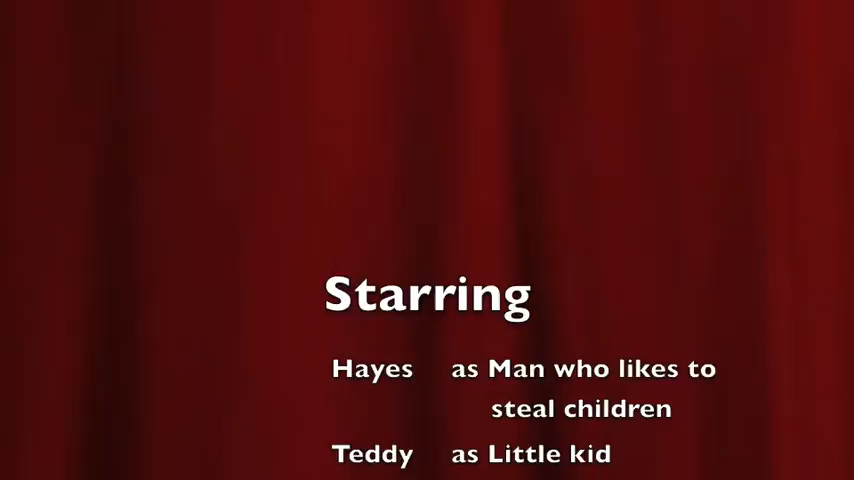 Starring
Hayes as Man who likes to
steal children
Teddy as Little kid